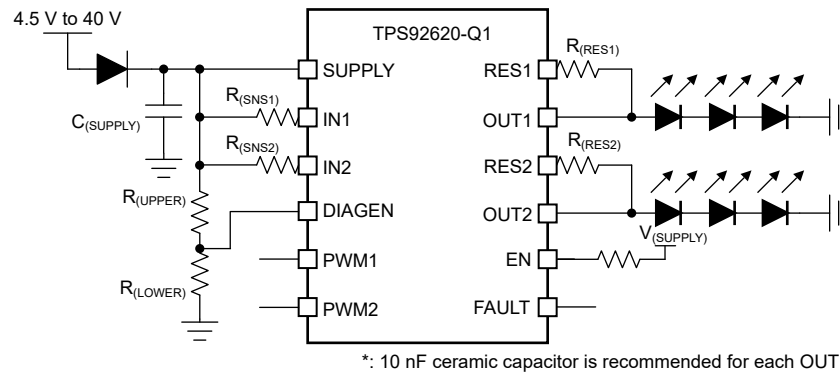 4.5 V to 40 V
TPS92620-Q1
SUPPLY
RES1
R(RES1)
C(SUPPLY)
R(SNS1)
IN1
OUT1
R(SNS2)
IN2
RES2
R(RES2)
R(UPPER)
DIAGEN
OUT2
V(SUPPLY)
PWM1
EN
R(LOWER)
PWM2
FAULT
*: 10 nF ceramic capacitor is recommended for each OUT